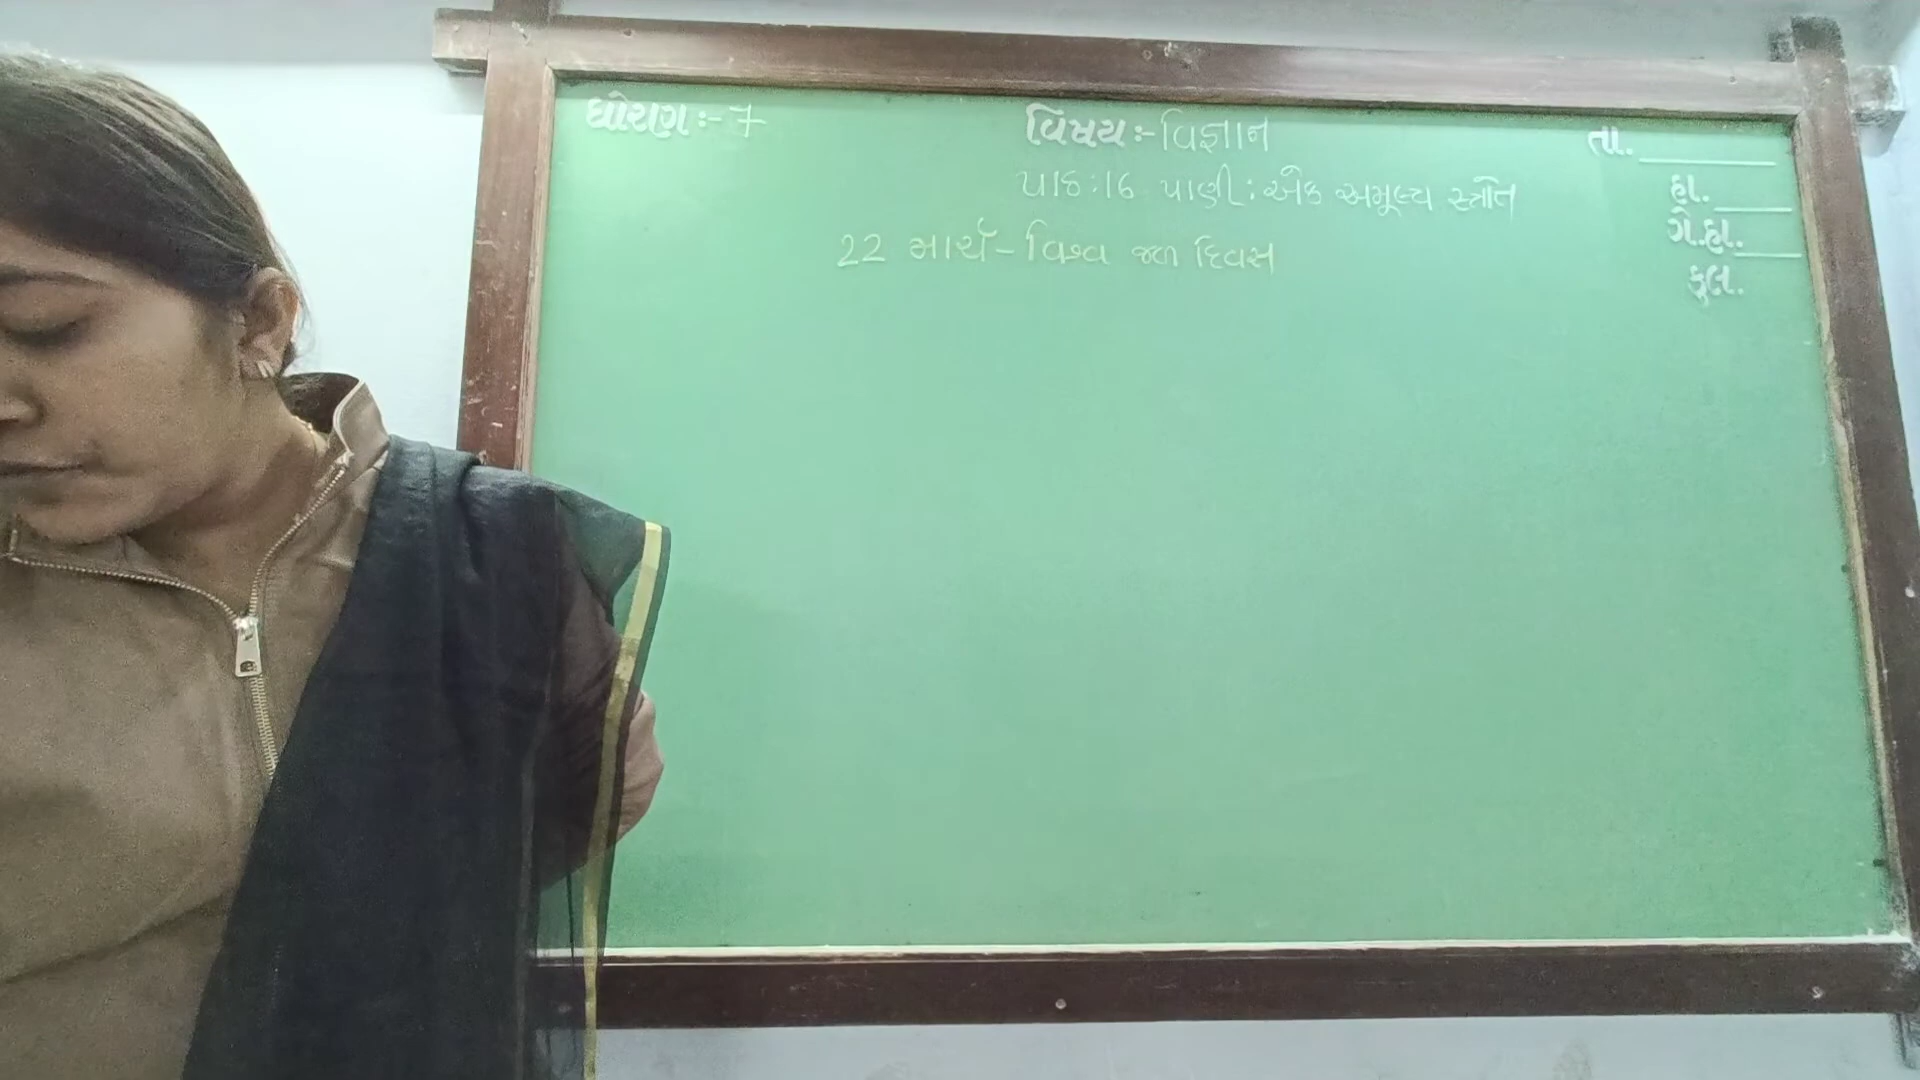 ધોરણ:- 7
વિષય:- વિજ્ઞાન
તા.
પાઠ:16 પાણી: એક અમૂલ્ય સ્ત્રોત
હા.
22 માર્ચ - વિશ્વ જળ દિવસ
ગે.હા.
કુલ.